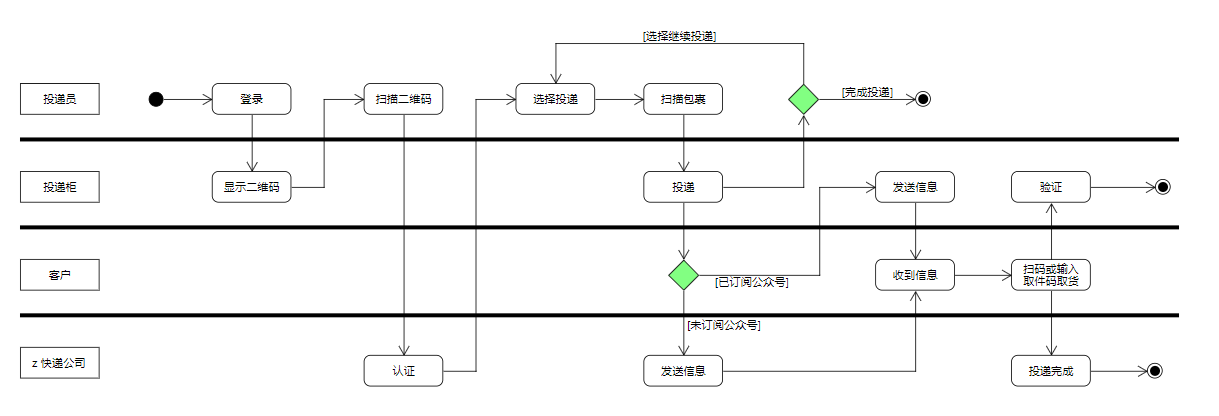 [选择继续投递]
投递员
登录
扫描二维码
选择投递
扫描包裹
[完成投递]
投递柜
显示二维码
投递
发送信息
验证
客户
[已订阅公众号]
收到信息
扫码或输入
取件码取货
[未订阅公众号]
z 快递公司
认证
发送信息
投递完成